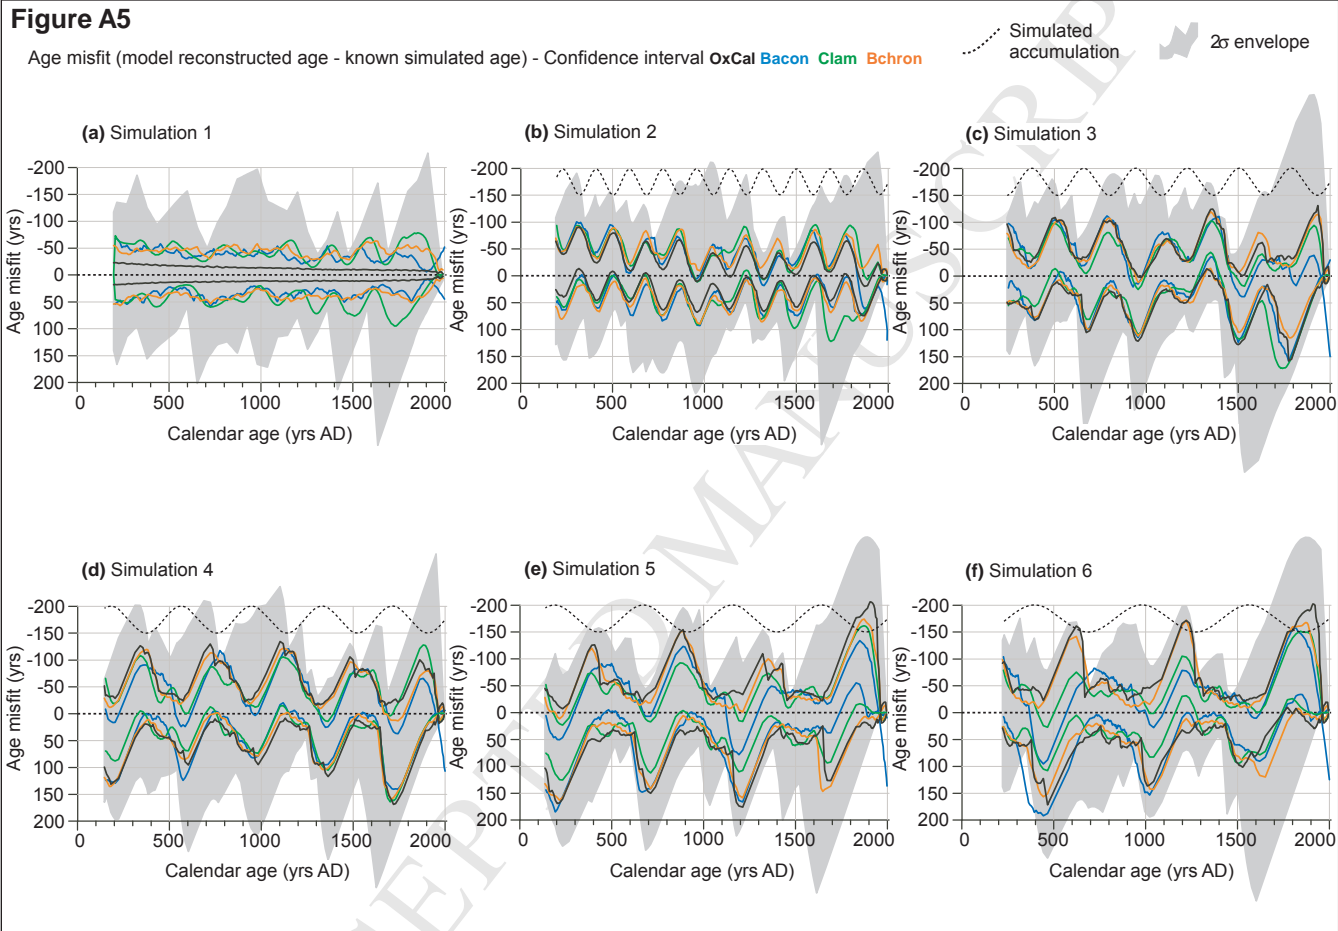 Figure A5
Age misfit (model reconstructed age - known simulated age) - Confidence interval OxCal Bacon Clam Bchron
Simulated
accumulation
2σ envelope
(a) Simulation 1
-200
-150
-100
-50
0
50
100
150
200
Age misfit (yrs)
0 500 1000 1500 2000
Calendar age (yrs AD)
(b) Simulation 2
-200
-150
-100
-50
0
50
100
150
200
Age misfit (yrs)
0 500 1000 1500 2000
Calendar age (yrs AD)
(c) Simulation 3
-200
-150
-100
-50
0
50
100
150
200
Age misfit (yrs)
0 500 1000 1500 2000
Calendar age (yrs AD)
(d) Simulation 4
-200
-150
-100
-50
0
50
100
150
200
Age misfit (yrs)
0 500 1000 1500 2000
Calendar age (yrs AD)
(e) Simulation 5
-200
-150
-100
-50
0
50
100
150
200
Age misfit (yrs)
0 500 1000 1500 2000
Calendar age (yrs AD)
(f) Simulation 6
-200
-150
-100
-50
0
50
100
150
200
Age misfit (yrs)
0 500 1000 1500 2000
Calendar age (yrs AD)